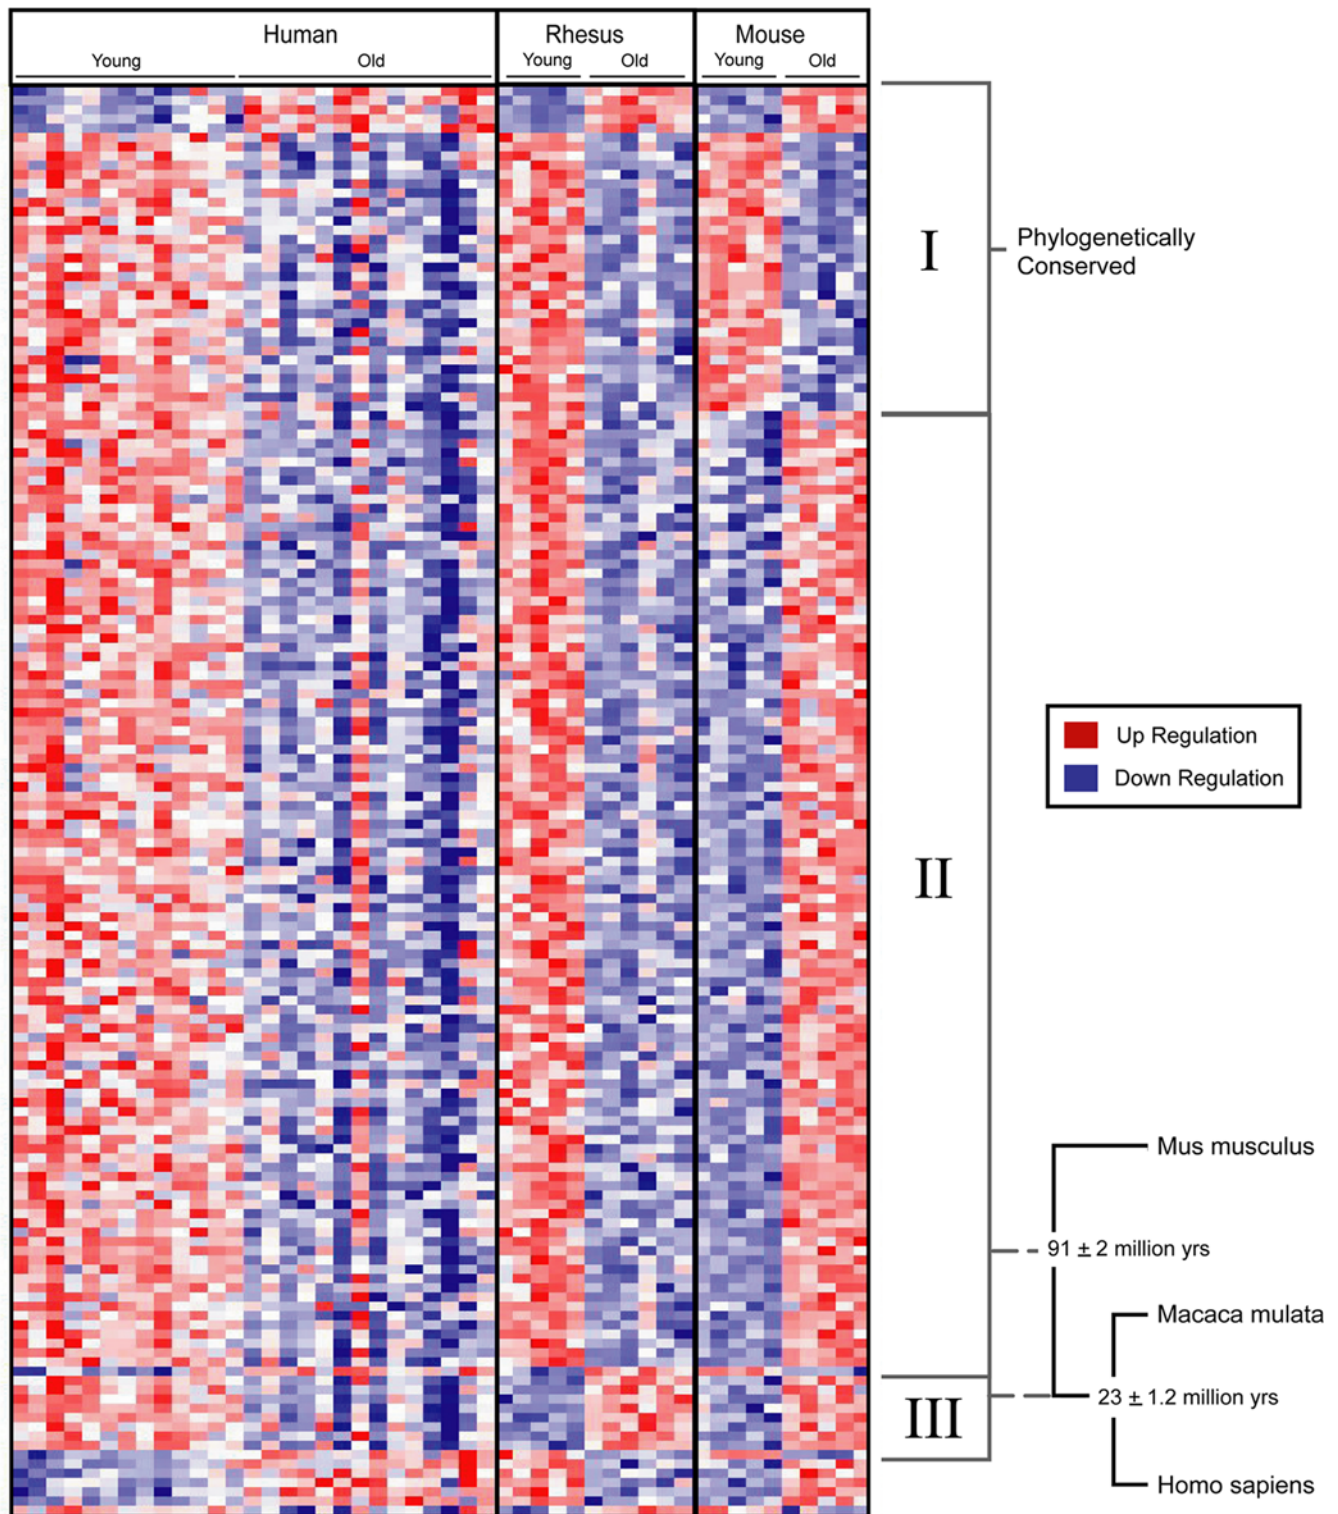 Human
Rhesus
Mouse
Young
Old
Young
Old
Young
Old
I
Phylogenetically
Conserved
II
Up Regulation
Down Regulation
Mus musculus
91 ± 2 million yrs
Macaca mulata
23 ± 1.2 million yrs
III
Homo sapiens